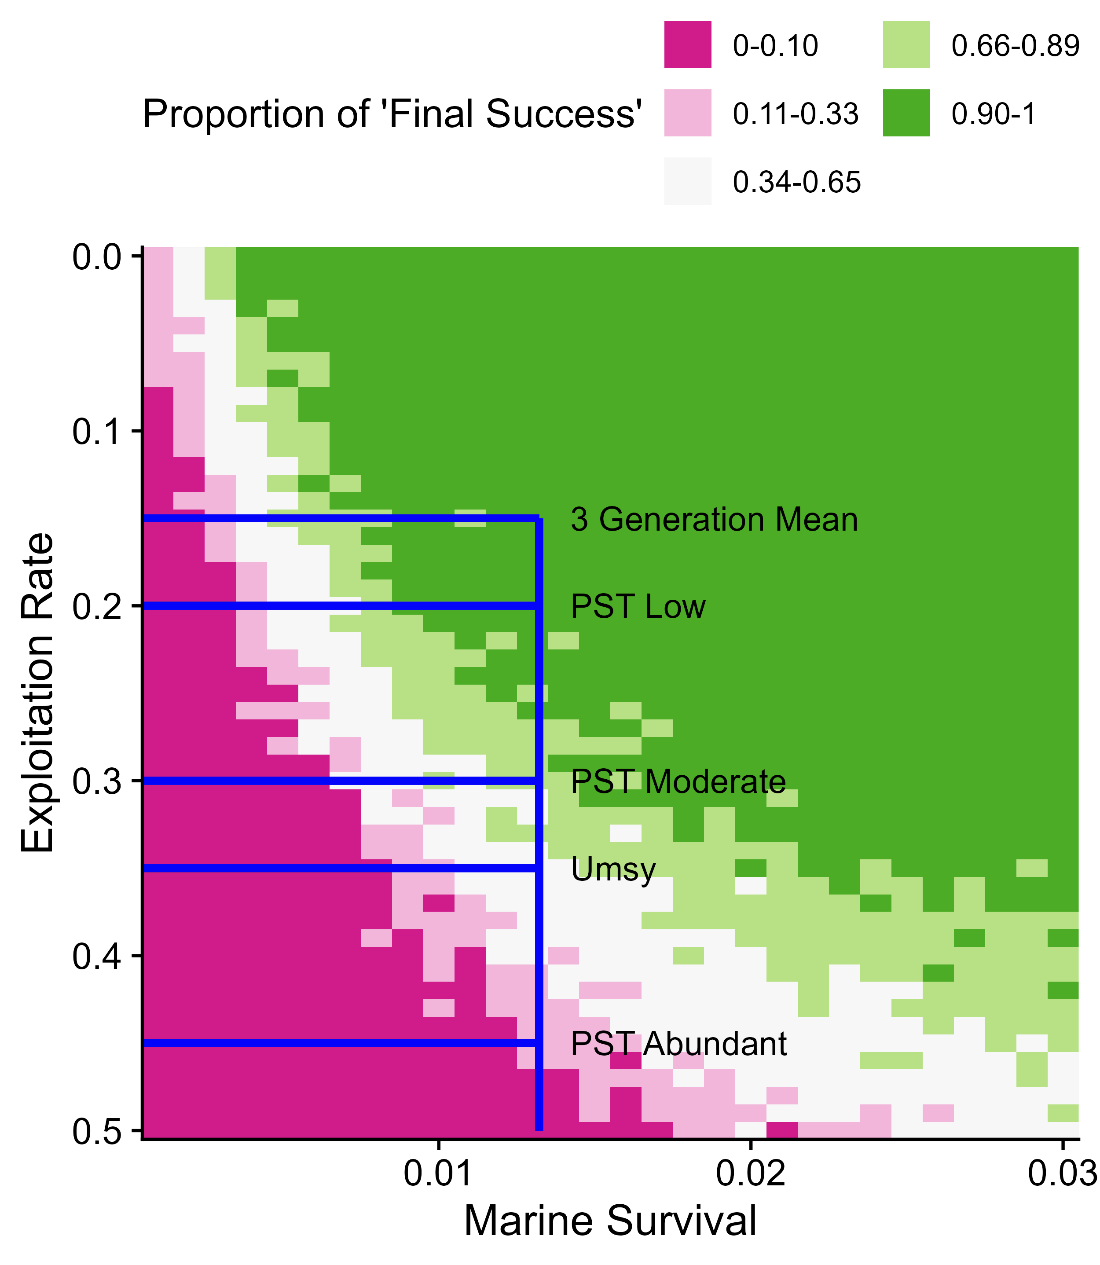 Proportion of 'Final Success'
0-0.10
0.11-0.33
0.34-0.65
0.66-0.89
0.90-1
Exploitation Rate
0.0
0.1
0.2
0.3
0.4
0.5
3 Generation Mean
PST Low
PST Moderate
Umsy
PST Abundant
0.01
0.02
0.03
Marine Survival